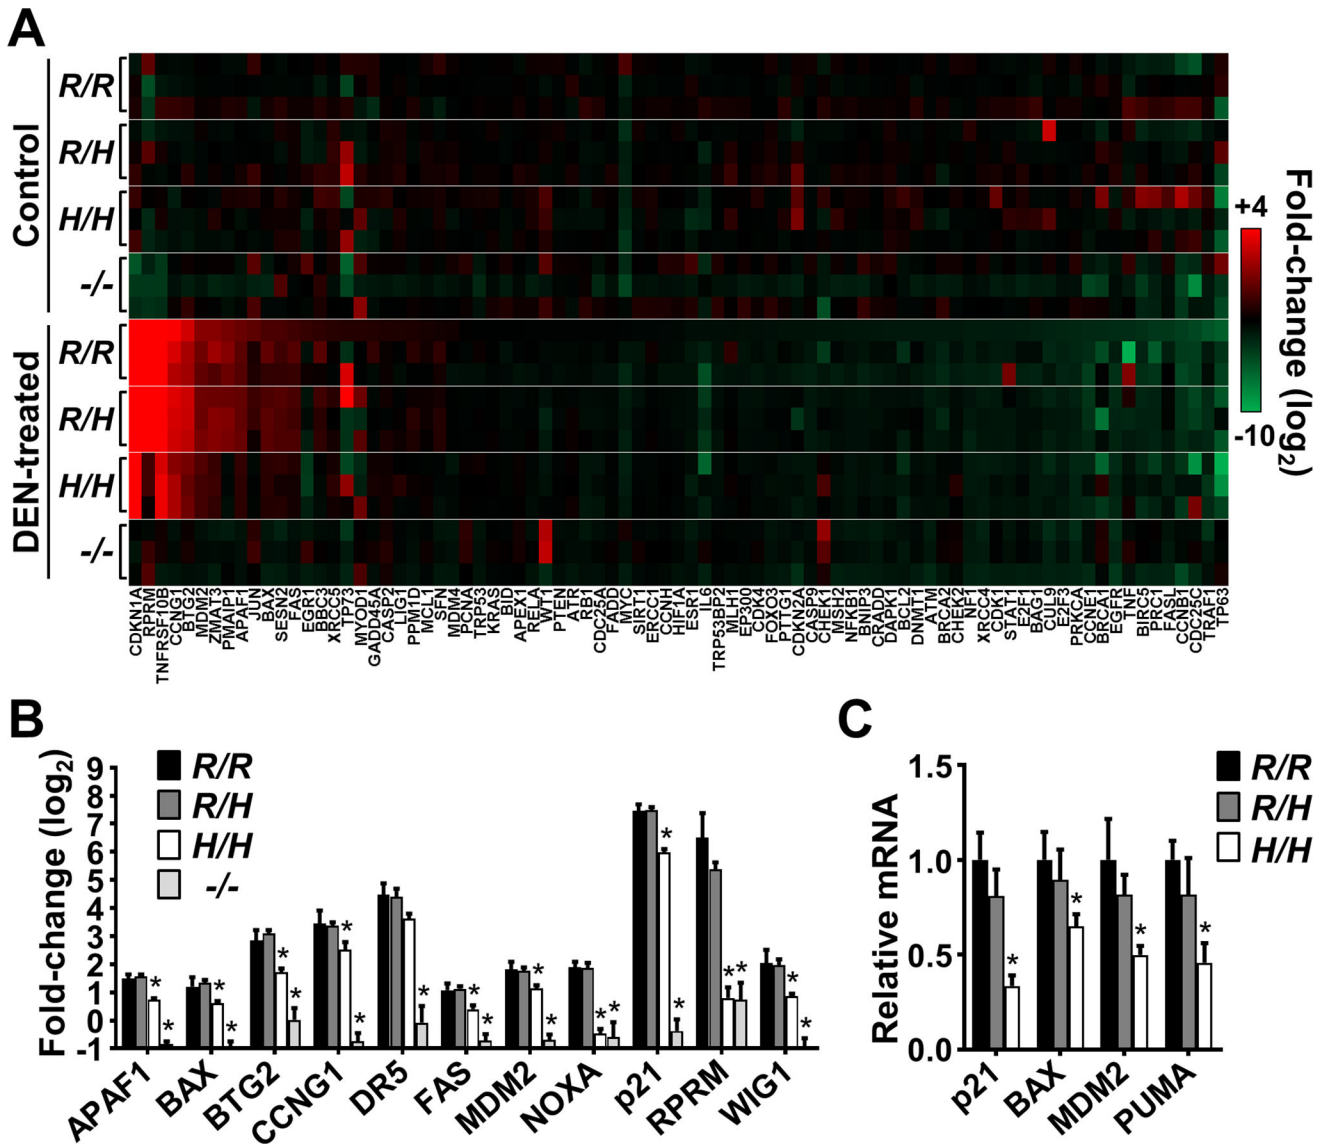 A
Control
R/R
R/H
H/H
-/-
DEN-treated
R/R
R/H
H/H
-/-
+4
-10
Fold-change (log2)
CDKN1A
RPRM
TNFRSF10B
CCNG1
BTG2
MDM2
ZMAT3
PMAIP1
APAF1
JUN
BAX
SESN2
FAS
EGR1
BBC3
XRCC5
TP73
MYOD1
GADD45A
CASP2
LIG1
PPM1D
MCL1
SFN
MDM4
PCNA
TRP53
KRAS
BID
APEX1
RELA
WT1
PTEN
ATR
RB1
CDC25A
FADD
MYC
SIRT1
ERCC1
CCNH
HIF1A
ESR1
IL6
TRP53BP2
MLH1
EP300
CDK4
FOXO3
PTTG1
CDKN2A
CASP9
CHEK1
MSH2
NFKB1
BNIP3
CRADD
DAPK1
BCL2
DNMT1
ATM
BRCA2
CHEK2
NF1
XRCC4
CDK1
STAT1
E2F1
BAG1
CUL9
E2F3
PRKCA
CCNE1
BRCA1
EGFR
TNF
BIRC5
PRC1
FASL
CCNB1
CDC25C
TRAF1
TP63
B
Fold-change (log2)
9
8
7
6
5
4
3
2
1
0
-1
R/R
R/H
H/H
-/-
* * * * * * * * * * * * * * * * * * * *
APAF1
BAX
BTG2
CCNG1
DR5
FAS
MDM2
NOXA
p21
RPRM
WIG1
C
Relative mRNA
1.5
1.0
0.5
0.0
R/R
R/H
H/H
* * * *
p21
BAX
MDM2
PUMA